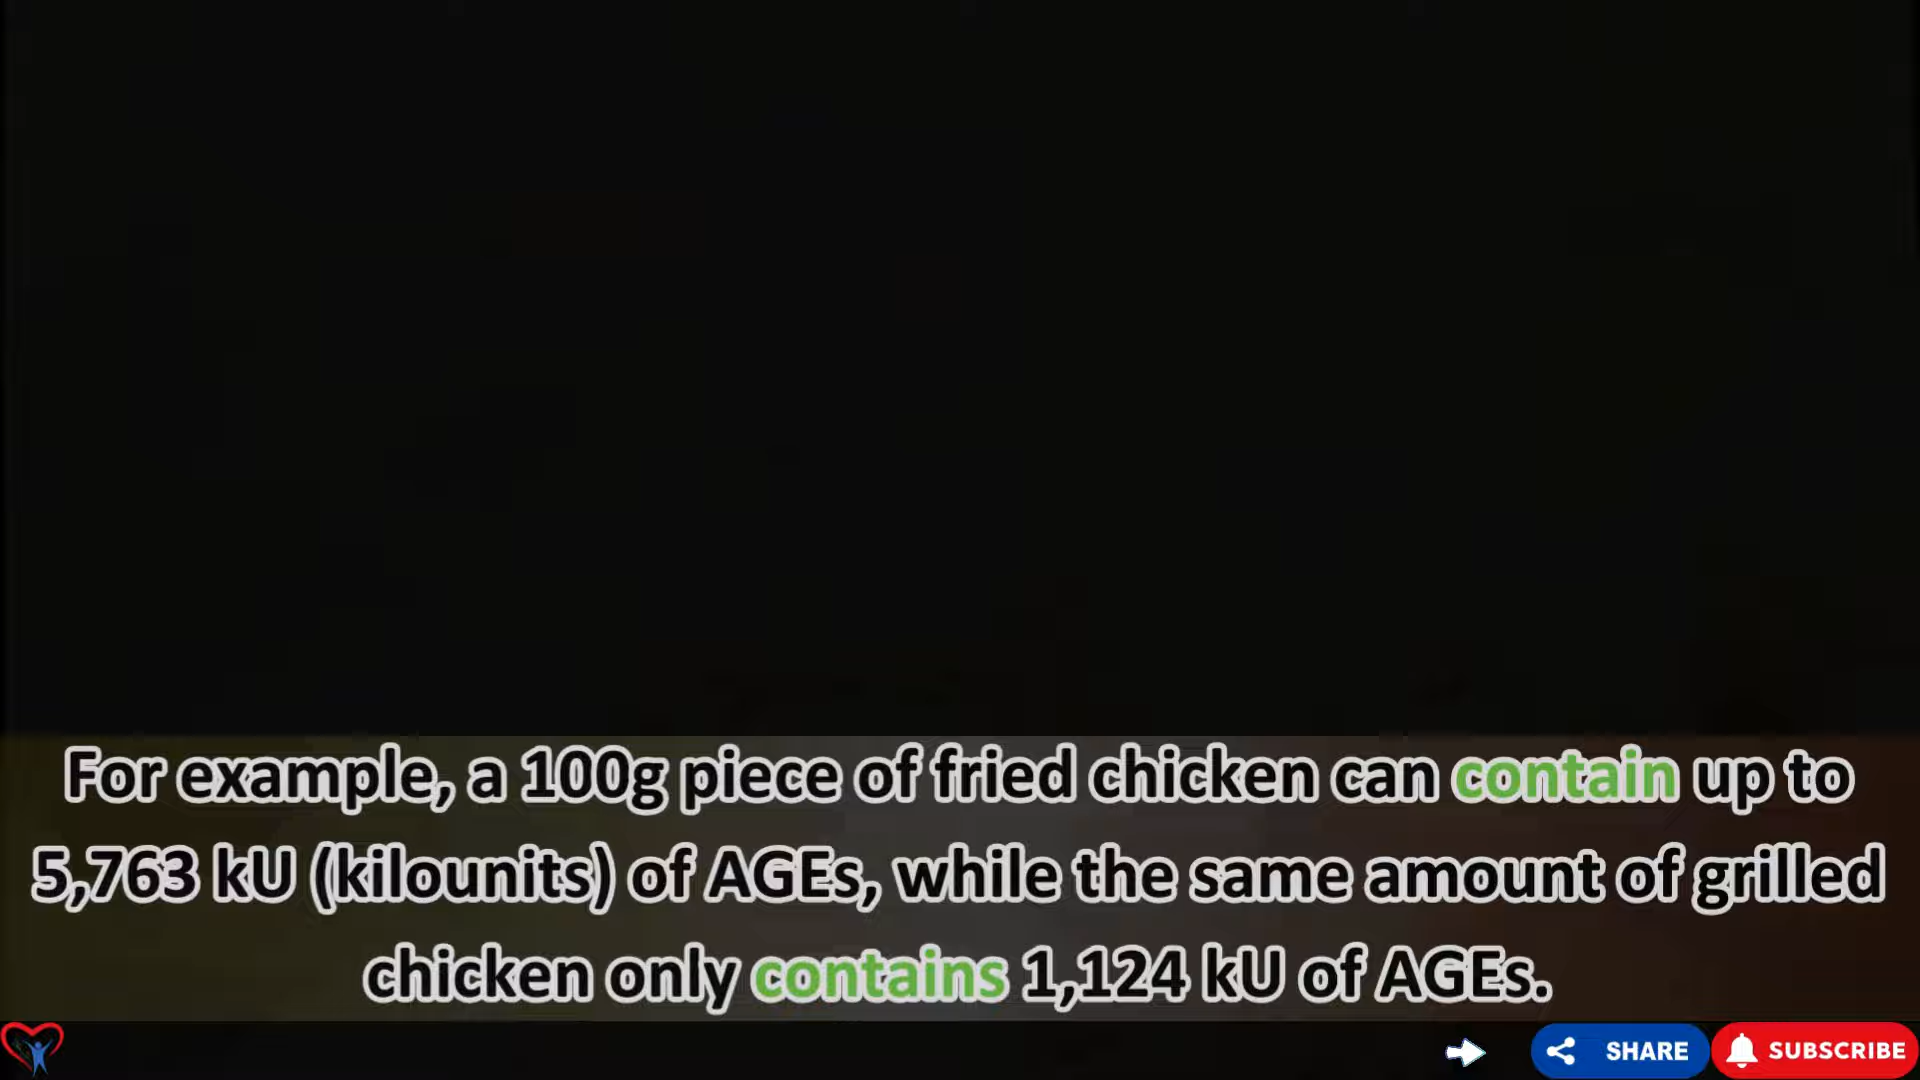 For example, a 100g piece of fried chicken can contain up to
5,763 kU (kilounits) of AGEs, while the same amount of grilled
chicken only contains 1,124 kU of AGEs.
SHARE
SUBSCRIBE